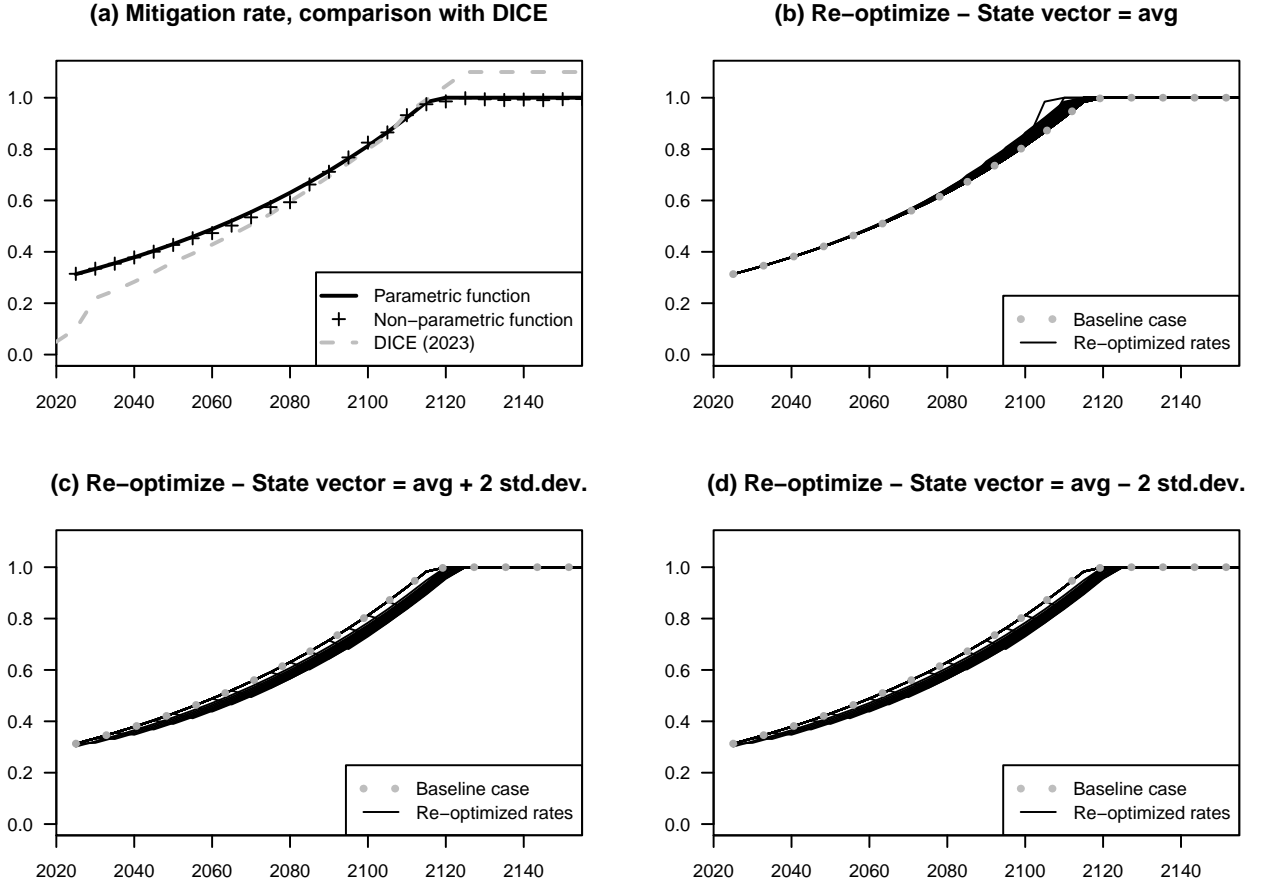 (a) Mitigation rate, comparison with DICE
1.0
0.8
0.6
0.4
0.2
0.0
Parametric function
Non−parametric function
DICE (2023)
2020 2040 2060 2080 2100 2120 2140
(b) Re−optimize − State vector = avg
1.0
0.8
0.6
0.4
0.2
0.0
Baseline case
Re−optimized rates
2020 2040 2060 2080 2100 2120 2140
(c) Re−optimize − State vector = avg + 2 std.dev.
1.0
0.8
0.6
0.4
0.2
0.0
Baseline case
Re−optimized rates
2020 2040 2060 2080 2100 2120 2140
(d) Re−optimize − State vector = avg − 2 std.dev.
1.0
0.8
0.6
0.4
0.2
0.0
Baseline case
Re−optimized rates
2020 2040 2060 2080 2100 2120 2140